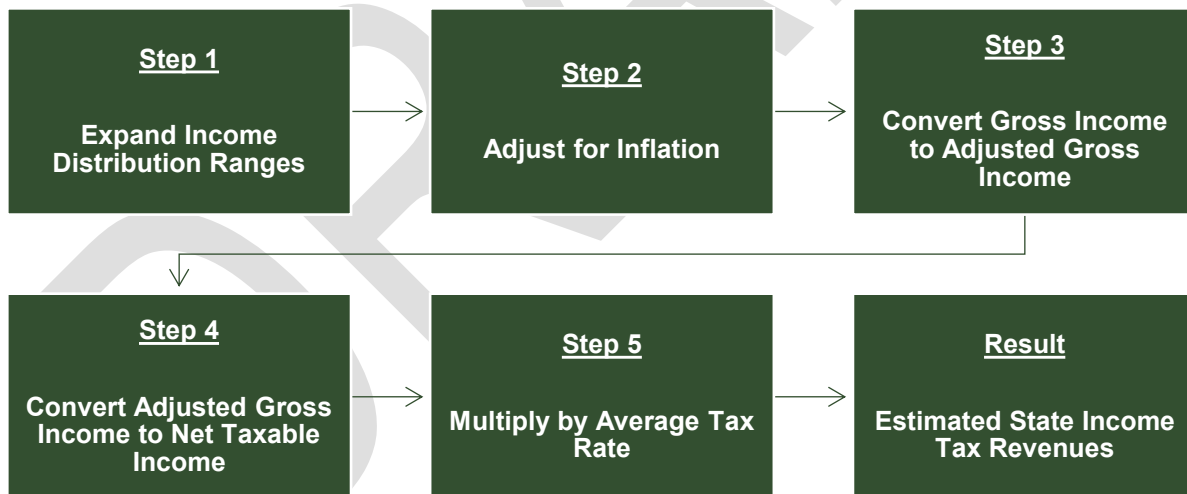 Step 1
Expand Income
Distribution Ranges
Step 2
Adjust for Inflation
Step 3
Convert Gross Income
to Adjusted Gross
Income
Step 4
Convert Adjusted Gross
Income to Net Taxable
Income
Step 5
Multiply by Average Tax
Rate
Result
Estimated State Income
Tax Revenues